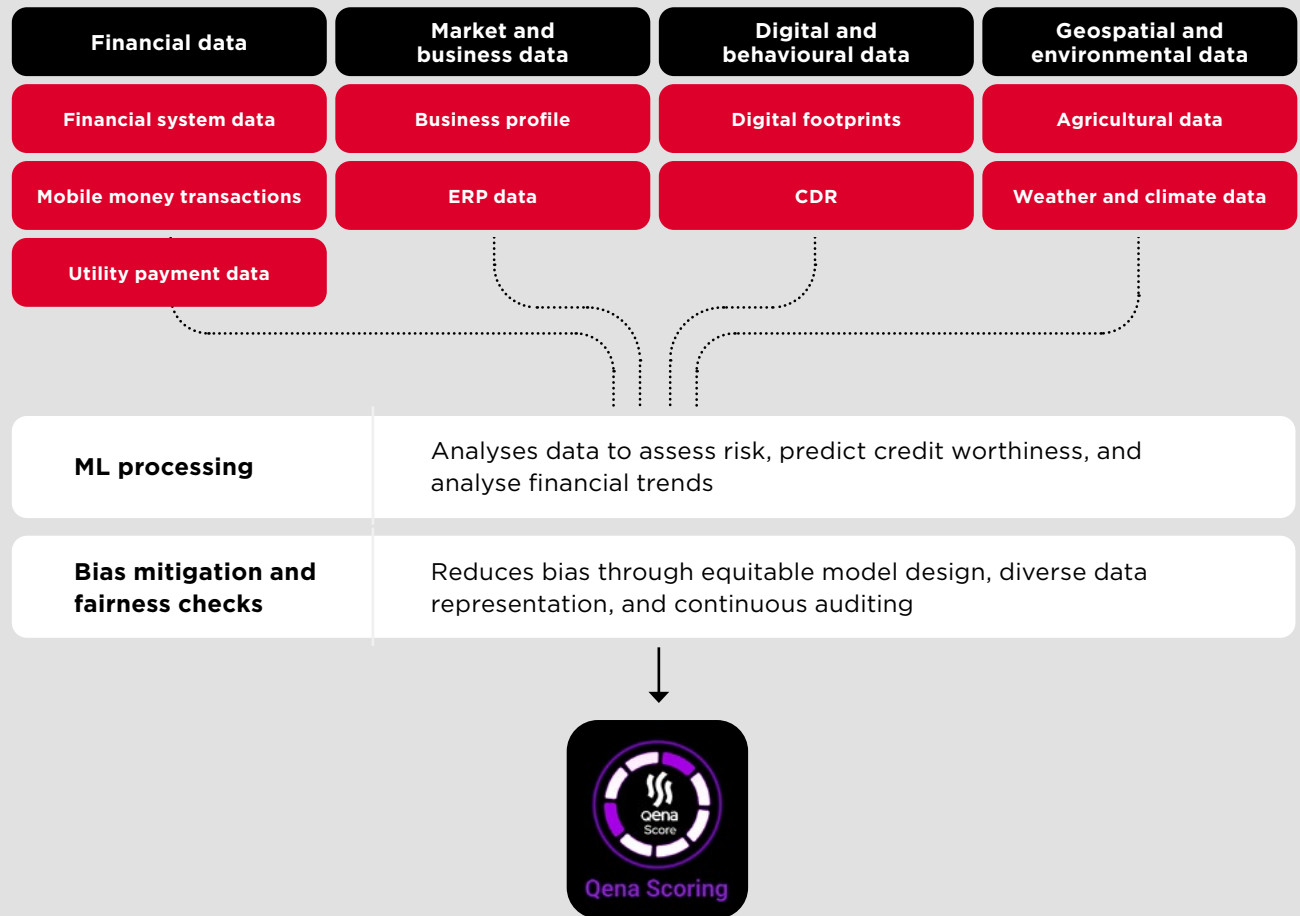 Financial data
Market and
business data
Digital and
behavioural data
Geospatial and
environmental data
Financial system data
Business profile
Digital footprints
Agricultural data
Mobile money transactions
ERP data
CDR
Weather and climate data
Utility payment data
ML processing
Analyses data to assess risk, predict credit worthiness, and
analyse financial trends
Bias mitigation and
fairness checks
Reduces bias through equitable model design, diverse data
representation, and continuous auditing
Qena
Score
Qena Scoring